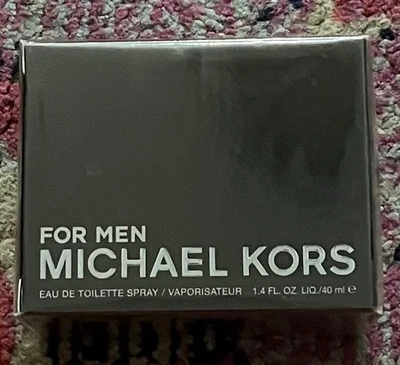 FOR MEN
MICHAEL KORS
EAU DE TOILETTE SPRAY / VAPORISATEUR 1.4 FL. OZ. LIQ./40 ml ℮